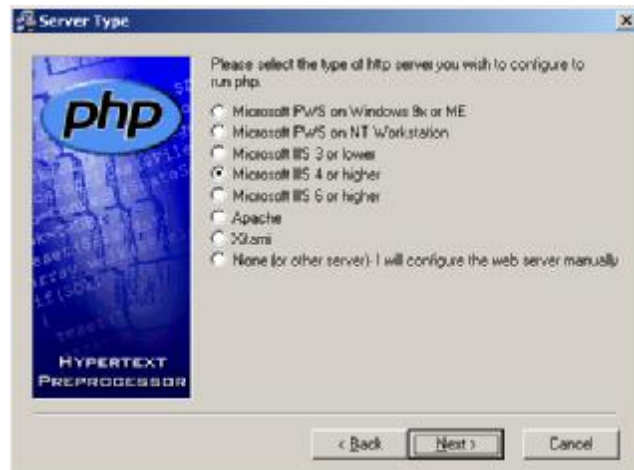 Server Type
Please select the type of http server you wish to configure to
run php.
Microsoft PWS on Windows 9x or ME
Microsoft PWS on NT Workstation
Microsoft IIS 3 or lower
Microsoft IIS 4 or higher
Microsoft IIS 6 or higher
Apache
Xitami
None (or other server)- I will configure the web server manually
php
HYPERTEXT
PREPROCESSOR
< Back
Next >
Cancel